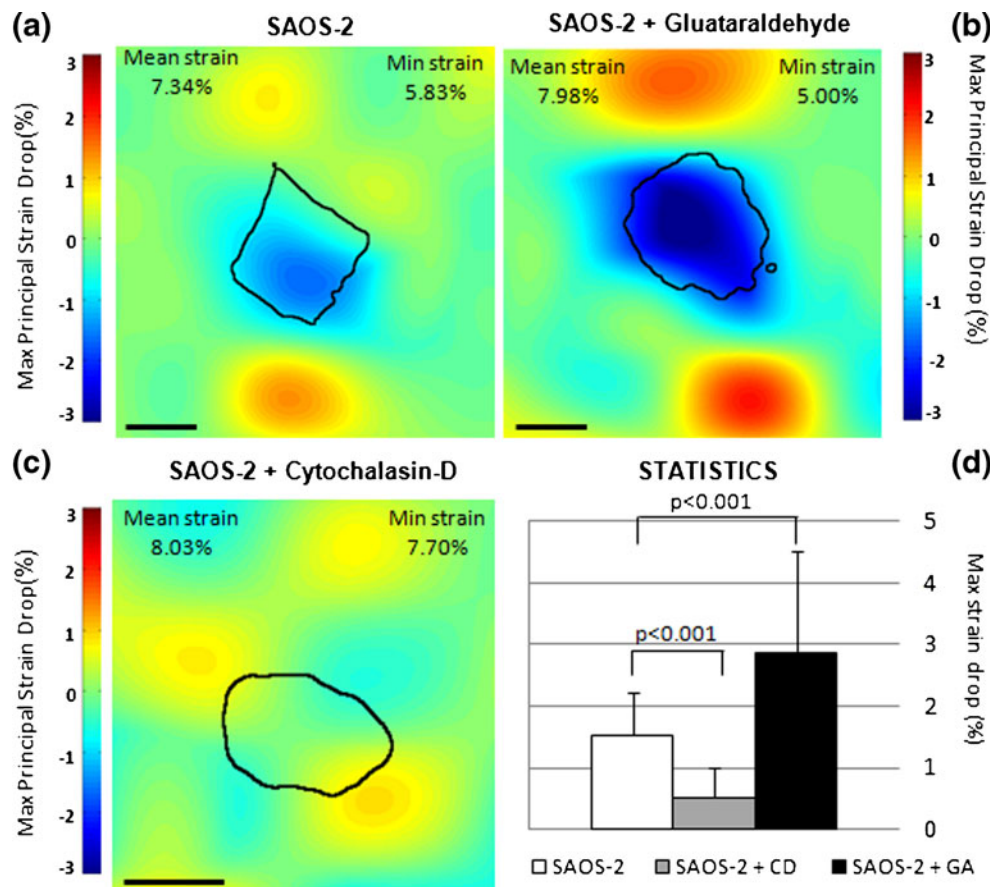 (a)
SAOS-2
SAOS-2 + Gluataraldehyde
(b)
Max Principal Strain Drop(%)
3
2
1
0
-1
-2
-3
Mean strain
7.34%
Min strain
5.83%
Mean strain
7.98%
Min strain
5.00%
3
2
1
0
-1
-2
-3
Max Principal Strain Drop (%)
(c)
SAOS-2 + Cytochalasin-D
Max Principal Strain Drop(%)
3
2
1
0
-1
-2
-3
Mean strain
8.03%
Min strain
7.70%
STATISTICS
(d)
p<0.001
p<0.001
5
4
3
2
1
0
Max strain drop (%)
SAOS-2
SAOS-2 + CD
SAOS-2 + GA